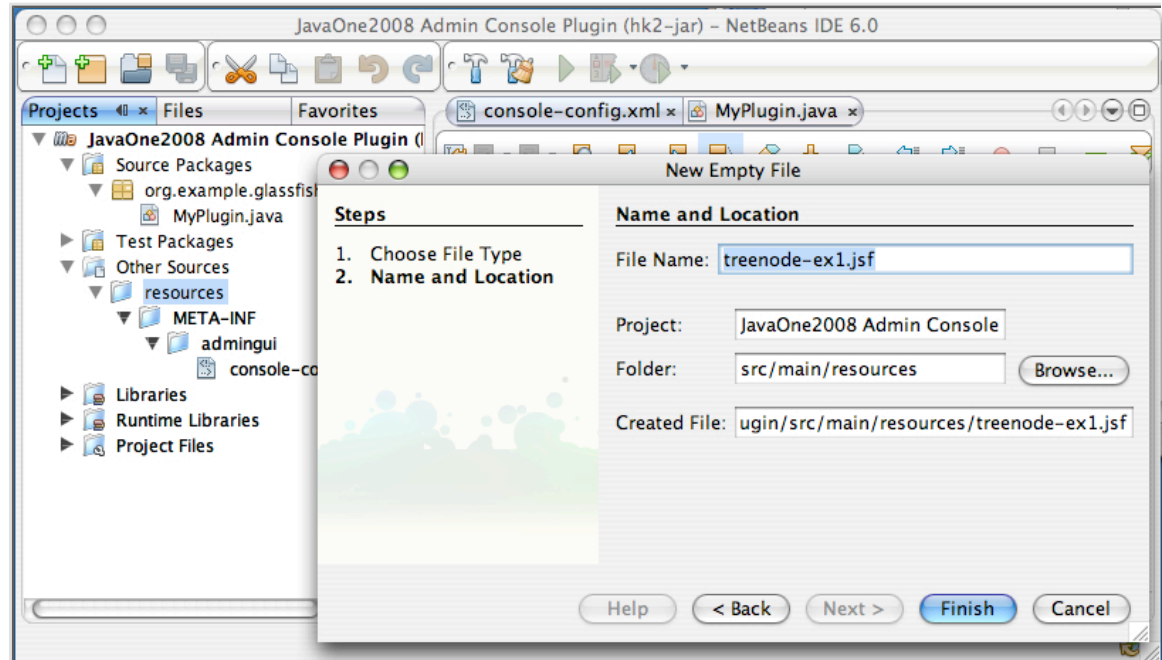 JavaOne2008 Admin Console Plugin (hk2-jar) – NetBeans IDE 6.0
Projects Files Favorites
console-config.xml MyPlugin.java
JavaOne2008 Admin Console Plugin (
Source Packages
org.example.glassfish
MyPlugin.java
Test Packages
Other Sources
resources
META-INF
admingui
console-co
Libraries
Runtime Libraries
Project Files
New Empty File
Steps
1. Choose File Type
2. Name and Location
Name and Location
File Name: treenode-ex1.jsf
Project: JavaOne2008 Admin Console
Folder: src/main/resources Browse...
Created File: ugin/src/main/resources/treenode-ex1.jsf
Help < Back Next > Finish Cancel